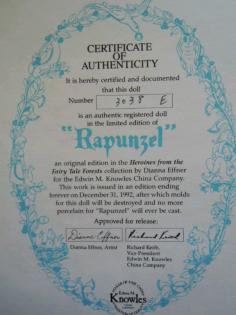 CERTIFICATE
OF
AUTHENTICITY
It is hereby certified and documented
that this doll
Number 3038 E
is an authentic registered doll
in the limited edition of
"Rapunzel"
an original edition in the Heroines from the
Fairy Tale Forests collection by Dianna Effner
for the Edwin M. Knowles China Company.
This work is issued in an edition ending
forever on December 31, 1992, after which molds
for this doll will be destroyed and no more
porcelain for "Rapunzel" will ever be cast.
Approved for release:
Dianna Effner
Dianna Effner, Artist
Richard Kerily,
Vice-President
Edwin M. Knowles
China Company
Edwin M.
Knowles